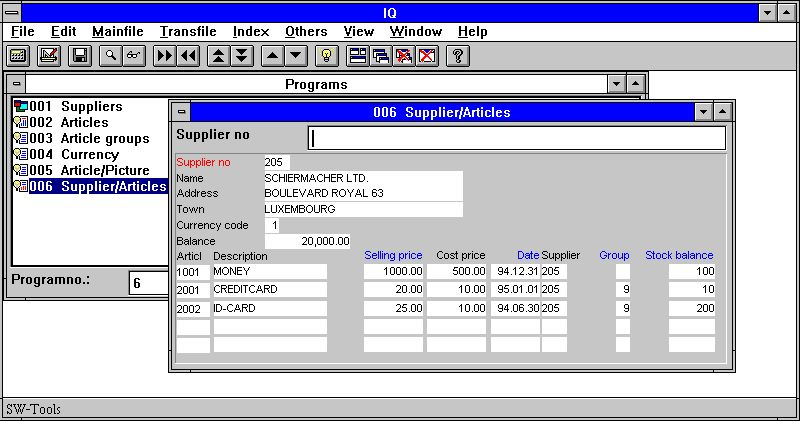 IQ
File Edit Mainfile Transfile Index Others View Window Help
Programs
001 Suppliers
002 Articles
003 Article groups
004 Currency
005 Article/Picture
006 Supplier/Articles
Programno.: 6
006 Supplier/Articles
Supplier no
Supplier no 205
Name SCHIERMACHER LTD.
Address BOULEVARD ROYAL 63
Town LUXEMBOURG
Currency code 1
Balance 20,000.00
Articl Description Selling price Cost price Date Supplier Group Stock balance
1001 MONEY 1000.00 500.00 94.12.31 205 100
2001 CREDITCARD 20.00 10.00 95.01.01 205 9 10
2002 ID-CARD 25.00 10.00 94.06.30 205 9 200
SW-Tools